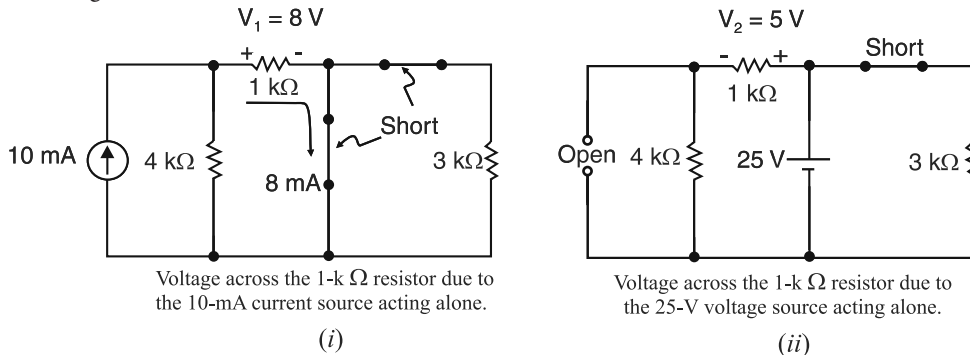 V1 = 8 V
+ -
1 kΩ
Short
10 mA
4 kΩ
8 mA
3 kΩ
Voltage across the 1-k Ω resistor due to
the 10-mA current source acting alone.
(i)
V2 = 5 V
Short
- +
1 kΩ
Open
4 kΩ
25 V
3 kΩ
Voltage across the 1-k Ω resistor due to
the 25-V voltage source acting alone.
(ii)